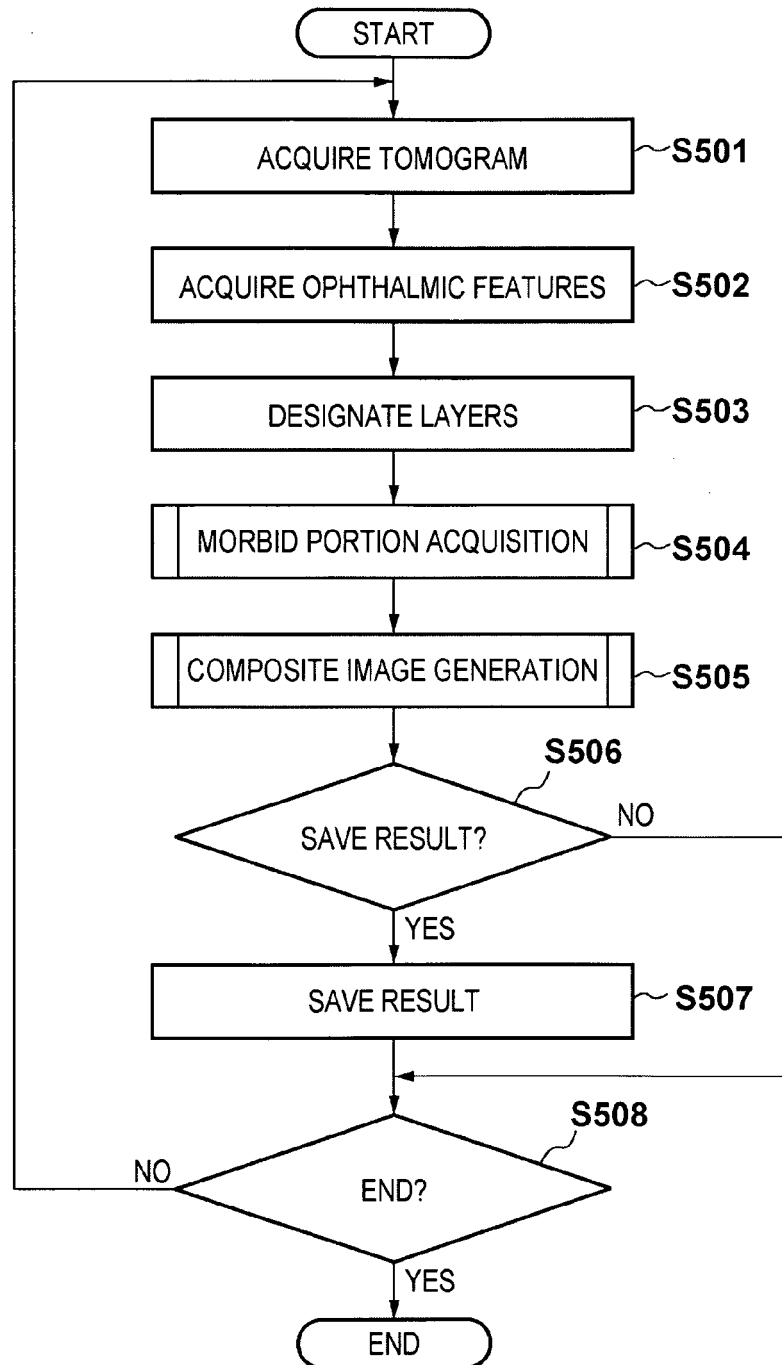 START
ACQUIRE TOMOGRAM
S501
ACQUIRE OPHTHALMIC FEATURES
S502
DESIGNATE LAYERS
S503
MORBID PORTION ACQUISITION
S504
COMPOSITE IMAGE GENERATION
S505
S506
SAVE RESULT?
NO
YES
SAVE RESULT
S507
S508
NO
END?
YES
END